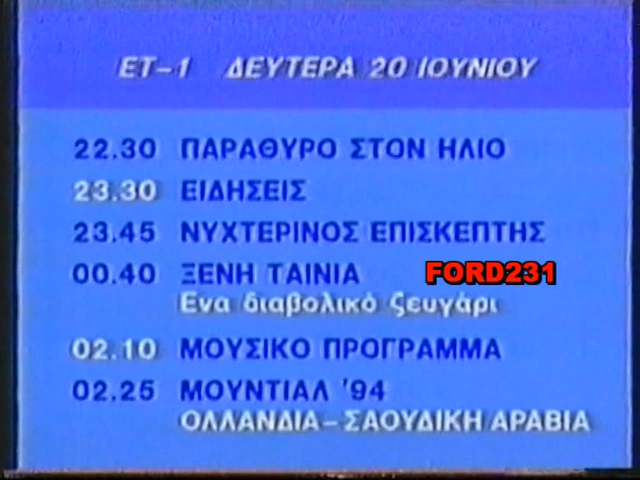 ET-1 ΔΕΥΤΕΡΑ 20 ΙΟΥΝΙΟΥ
22.30 ΠΑΡΑΘΥΡΟ ΣΤΟΝ ΗΛΙΟ
23.30 ΕΙΔΗΣΕΙΣ
23.45 ΝΥΧΤΕΡΙΝΟΣ ΕΠΙΣΚΕΠΤΗΣ
00.40 ΞΕΝΗ ΤΑΙΝΙΑ FORD231
Ενα διαβολικό ζευγάρι
02.10 ΜΟΥΣΙΚΟ ΠΡΟΓΡΑΜΜΑ
02.25 ΜΟΥΝΤΙΑΛ '94
ΟΛΛΑΝΔΙΑ-ΣΑΟΥΔΙΚΗ ΑΡΑΒΙΑ